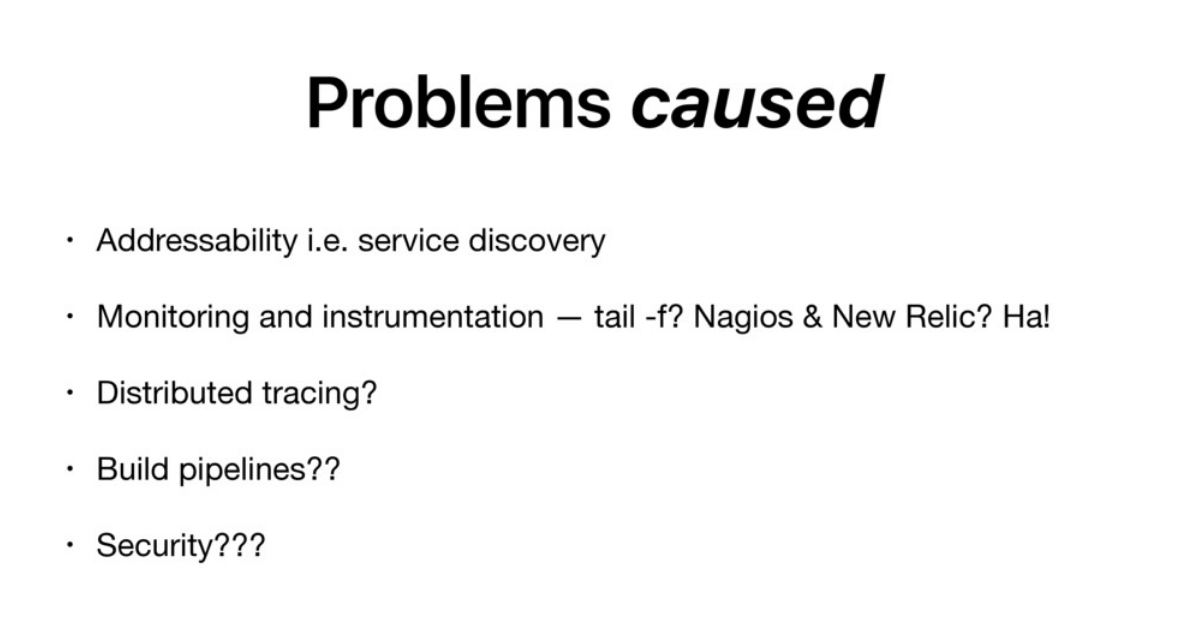 Problems caused
• Addressability i.e. service discovery
• Monitoring and instrumentation — tail -f? Nagios & New Relic? Ha!
• Distributed tracing?
• Build pipelines??
• Security???